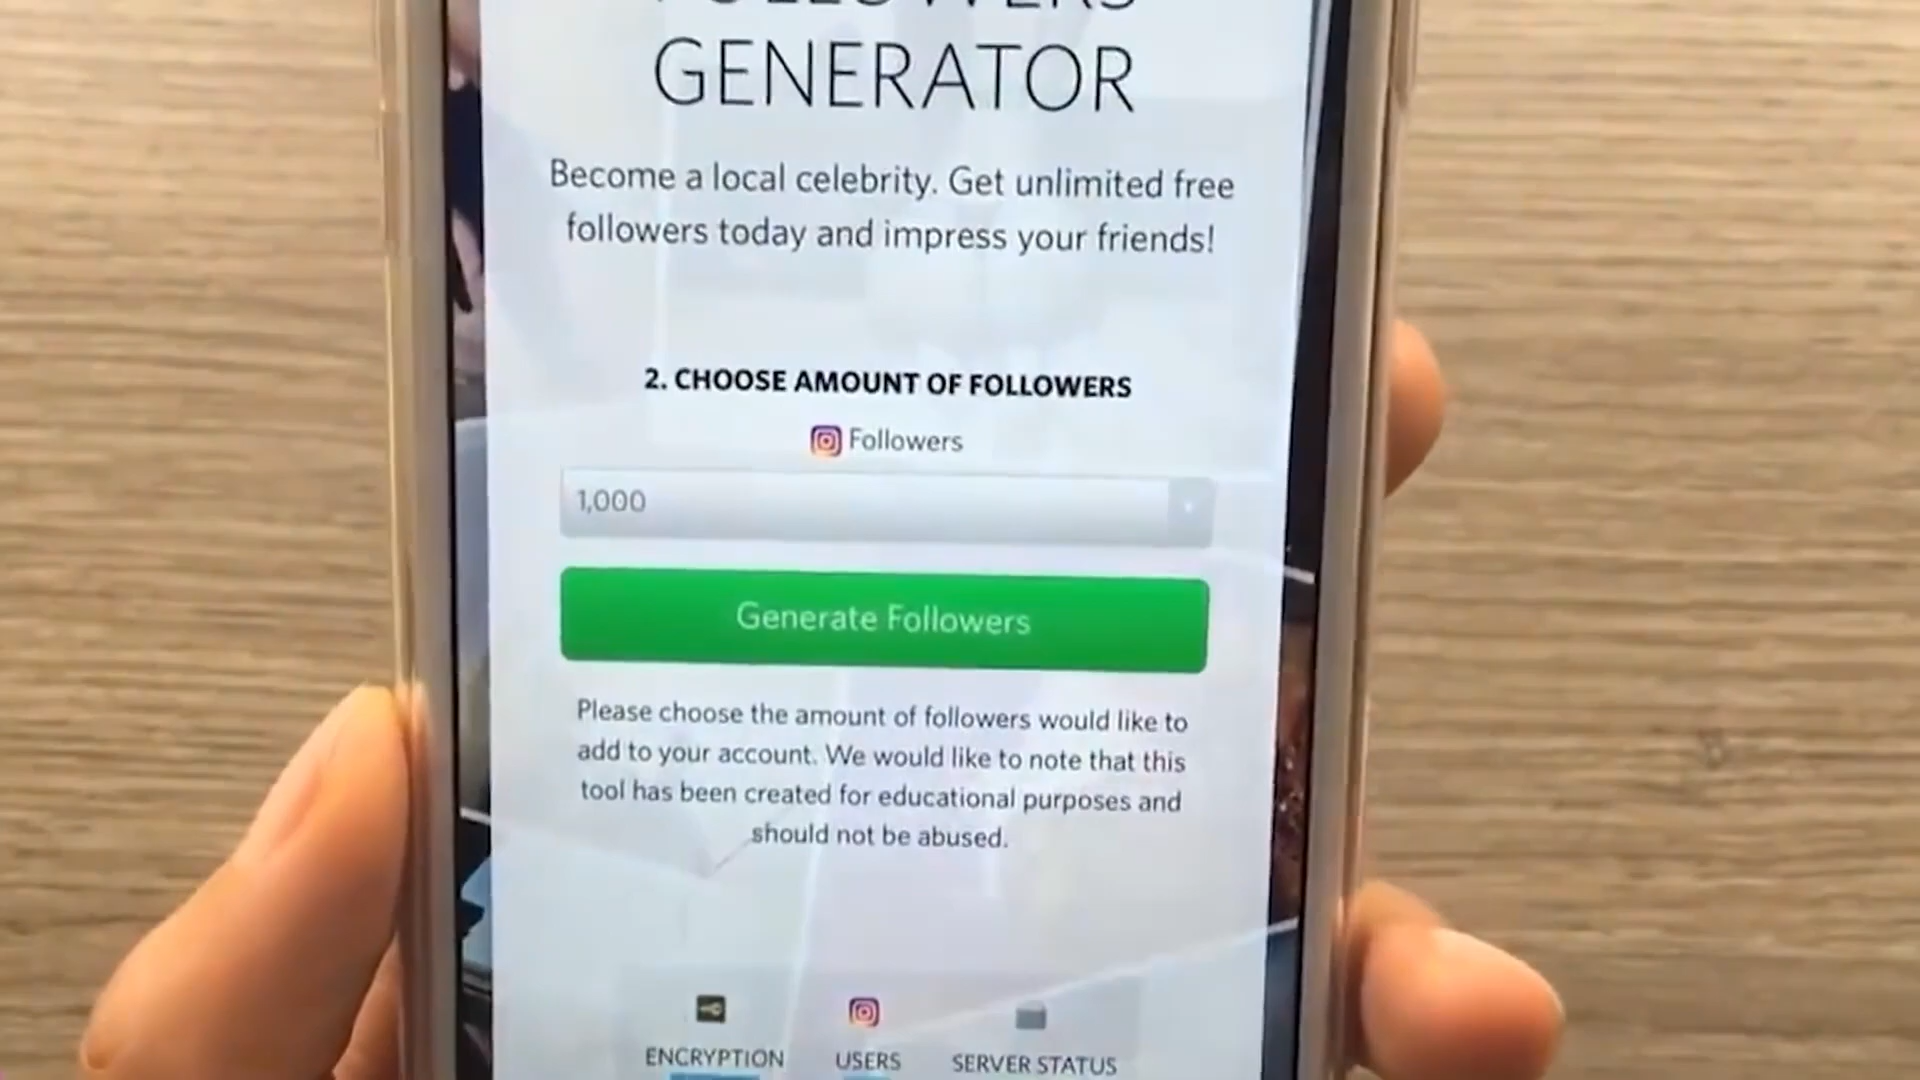 FOLLOWERS
GENERATOR
Become a local celebrity. Get unlimited free
followers today and impress your friends!
2. CHOOSE AMOUNT OF FOLLOWERS
Followers
1,000
Generate Followers
Please choose the amount of followers would like to
add to your account. We would like to note that this
tool has been created for educational purposes and
should not be abused.
ENCRYPTION USERS SERVER STATUS